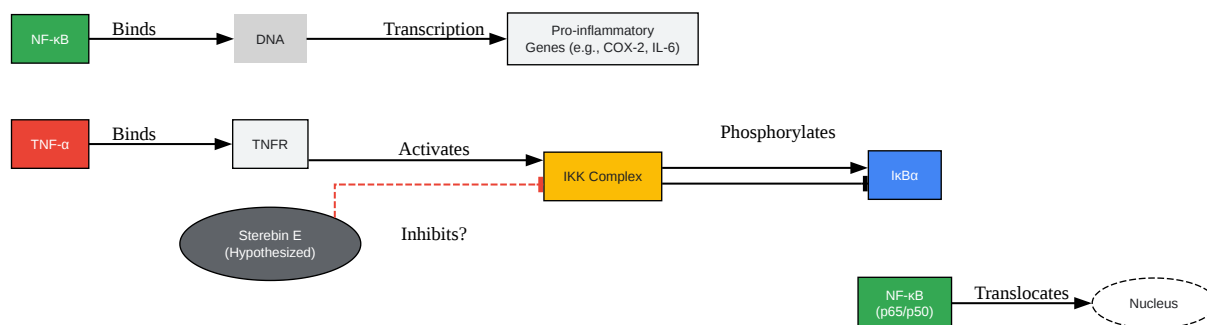 NF-κB
Binds
DNA
Transcription
Pro-inflammatory
Genes (e.g., COX-2, IL-6)
TNF-α
Binds
TNFR
Activates
IKK Complex
Phosphorylates
IκBα
Sterebin E
(Hypothesized)
Inhibits?
NF-κB
(p65/p50)
Translocates
Nucleus